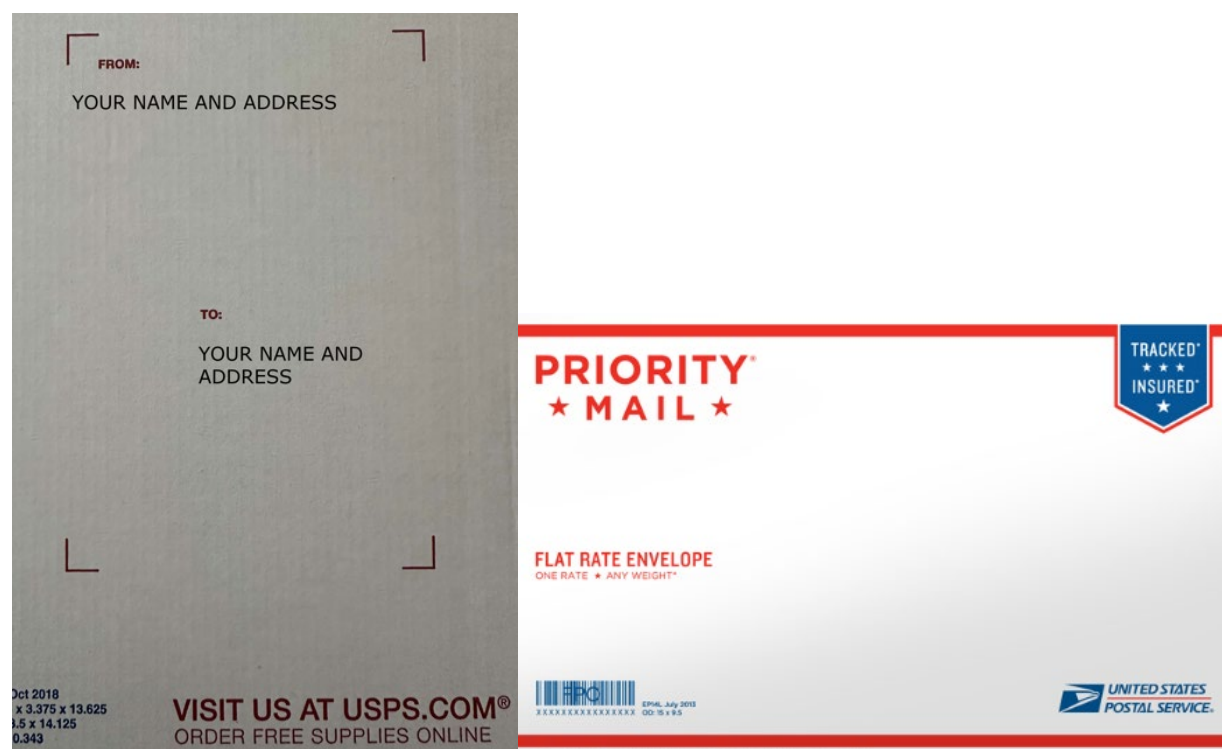 FROM:
YOUR NAME AND ADDRESS
TO:
YOUR NAME AND
ADDRESS
Oct 2018
x 3.375 x 13.625
.5 x 14.125
0.343
VISIT US AT USPS.COM®
ORDER FREE SUPPLIES ONLINE
PRIORITY®
★ MAIL ★
TRACKED*
★ ★ ★
INSURED*
★
FLAT RATE ENVELOPE
ONE RATE ★ ANY WEIGHT*
EPC
XXXXXXXXXXXXXXXX
EP14L July 2013
OD: 15 x 9.5
UNITED STATES
POSTAL SERVICE®